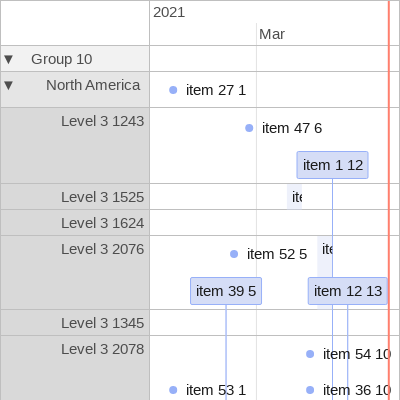 2021
Mar
▼ Group 10
▼ North America
item 27 1
Level 3 1243
item 47 6
item 1 12
Level 3 1525
ite
Level 3 1624
Level 3 2076
item 52 5
ite
item 39 5
item 12 13
Level 3 1345
Level 3 2078
item 54 10
item 53 1
item 36 10